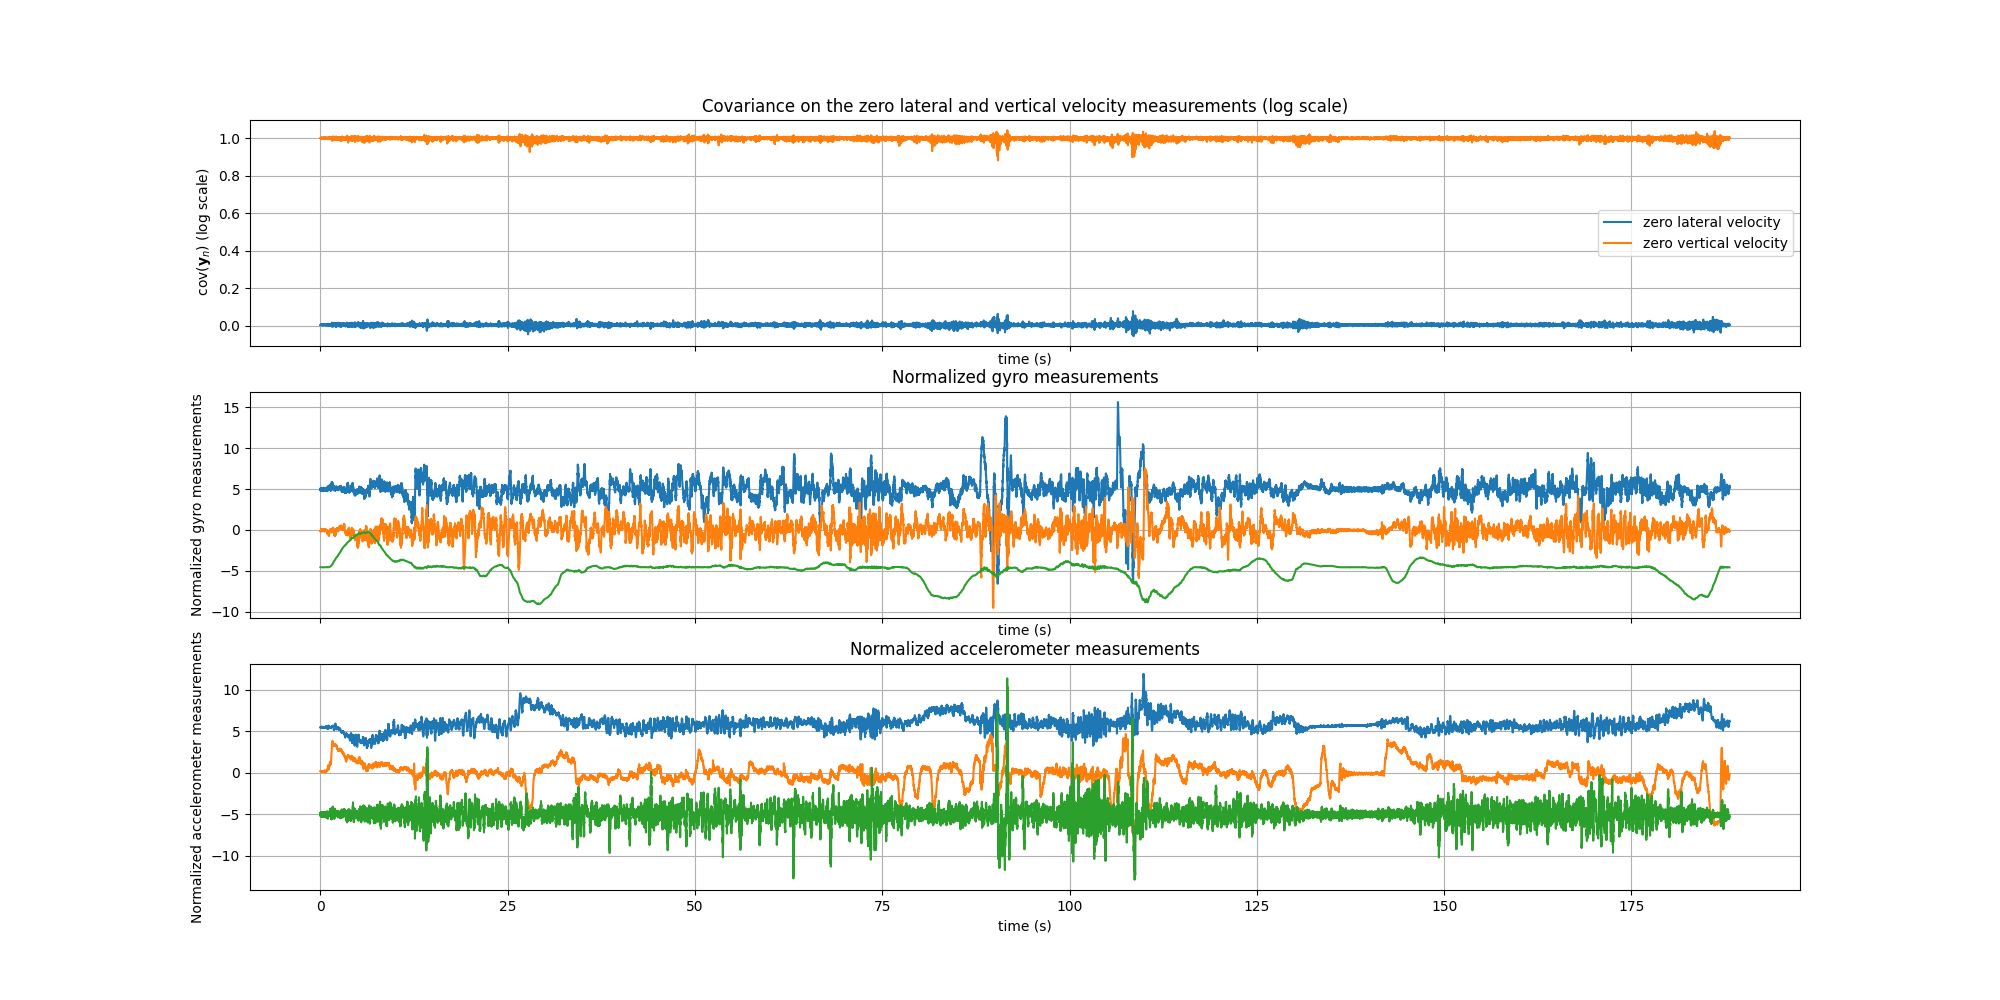 Covariance on the zero lateral and vertical velocity measurements (log scale)
cov(𝐲ₙ) (log scale)
1.0
0.8
0.6
0.4
0.2
0.0
zero lateral velocity
zero vertical velocity
time (s)
Normalized gyro measurements
Normalized gyro measurements
15
10
5
0
−5
−10
time (s)
Normalized accelerometer measurements
Normalized accelerometer measurements
10
5
0
−5
−10
0 25 50 75 100 125 150 175
time (s)